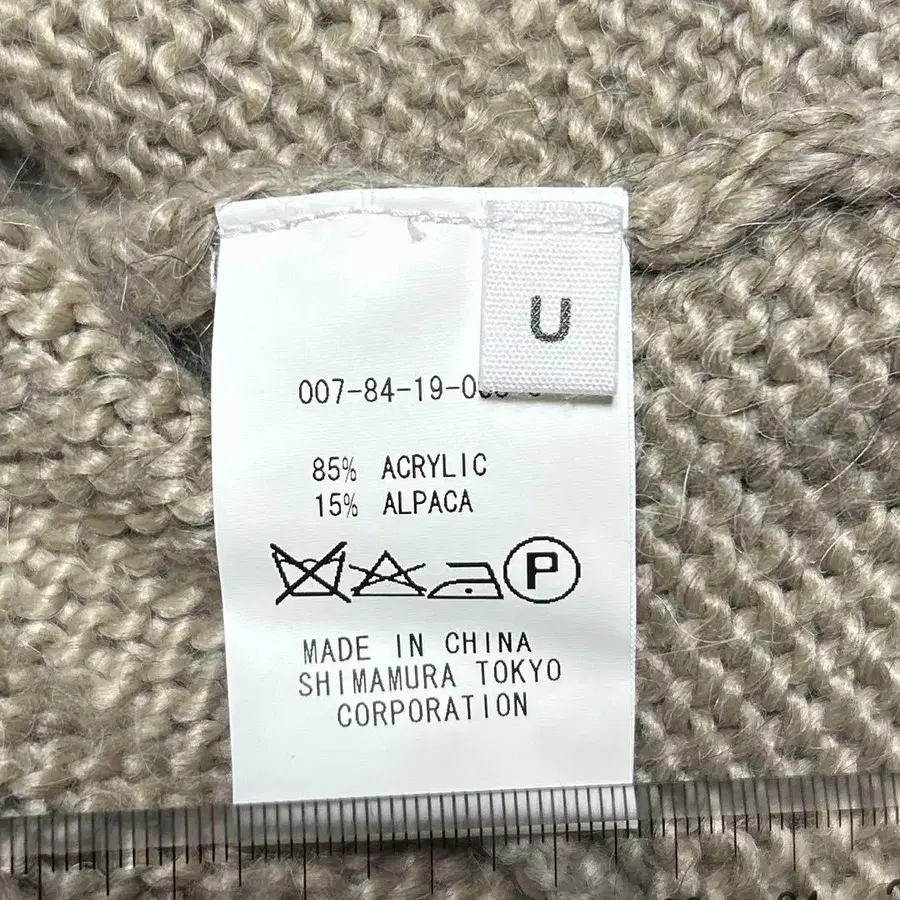 U
007-84-19-0
85% ACRYLIC
15% ALPACA
P
MADE IN CHINA
SHIMAMURA TOKYO
CORPORATION